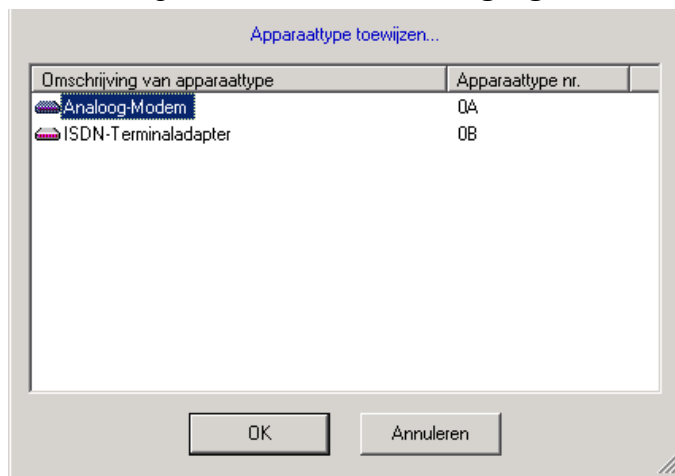 Apparaattype toewijzen...
Omschrijving van apparaattype Apparaattype nr.
Analoog-Modem 0A
ISDN-Terminaladapter 0B
OK Annuleren